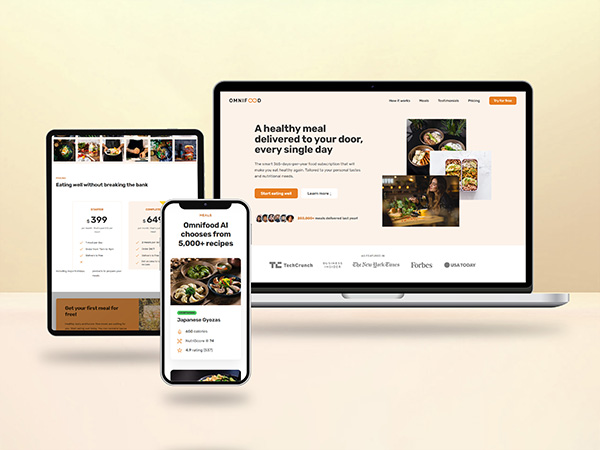 OMNIFOOD
How it works
Meals
Testimonials
Pricing
Try for free
A healthy meal
delivered to your door,
every single day
The smart 365-days-per-year food subscription that will
make you eat healthy again. Tailored to your personal tastes
and nutritional needs.
Start eating well
Learn more ↓
250,000+ meals delivered last year!
AS FEATURED IN
TechCrunch
BUSINESS
INSIDER
The New York Times
Forbes
USA TODAY
PRICING
Eating well without breaking the bank
STARTER
$399
COMPLETE
$649
Get your first meal for
free!
MEALS
Omnifood AI
chooses from
5,000+ recipes
Japanese Gyozas
650 calories
NutriScore ® 74
4.9 rating (537)